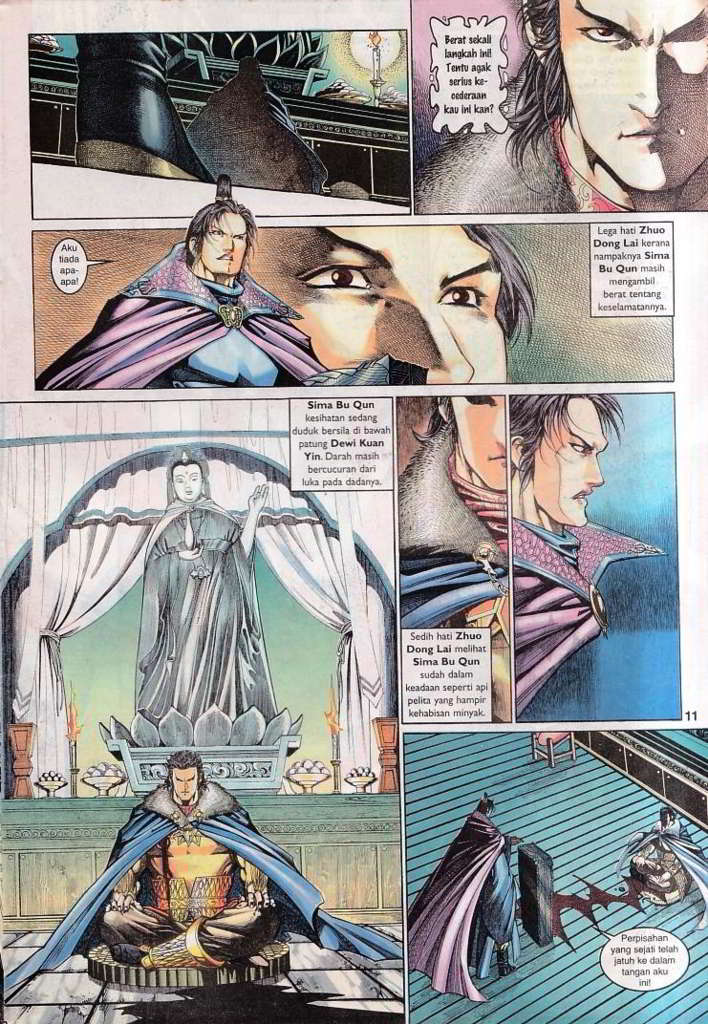 Berat sekali
langkah ini!
Tentu agak
serius ke-
cederaan
kau ini kan?
Aku
tiada
apa-
apa!
Lega hati Zhuo
Dong Lai kerana
nampaknya Sima
Bu Qun masih
mengambil
berat tentang
keselamatannya.
Sima Bu Qun
kesihatan sedang
duduk bersila di bawah
patung Dewi Kuan
Yin. Darah masih
bercucuran dari
luka pada dadanya.
Sedih hati Zhuo
Dong Lai melihat
Sima Bu Qun
sudah dalam
keadaan seperti api
pelita yang hampir
kehabisan minyak.
11
Perpisahan
yang sejati telah
jatuh ke dalam
tangan aku
ini!